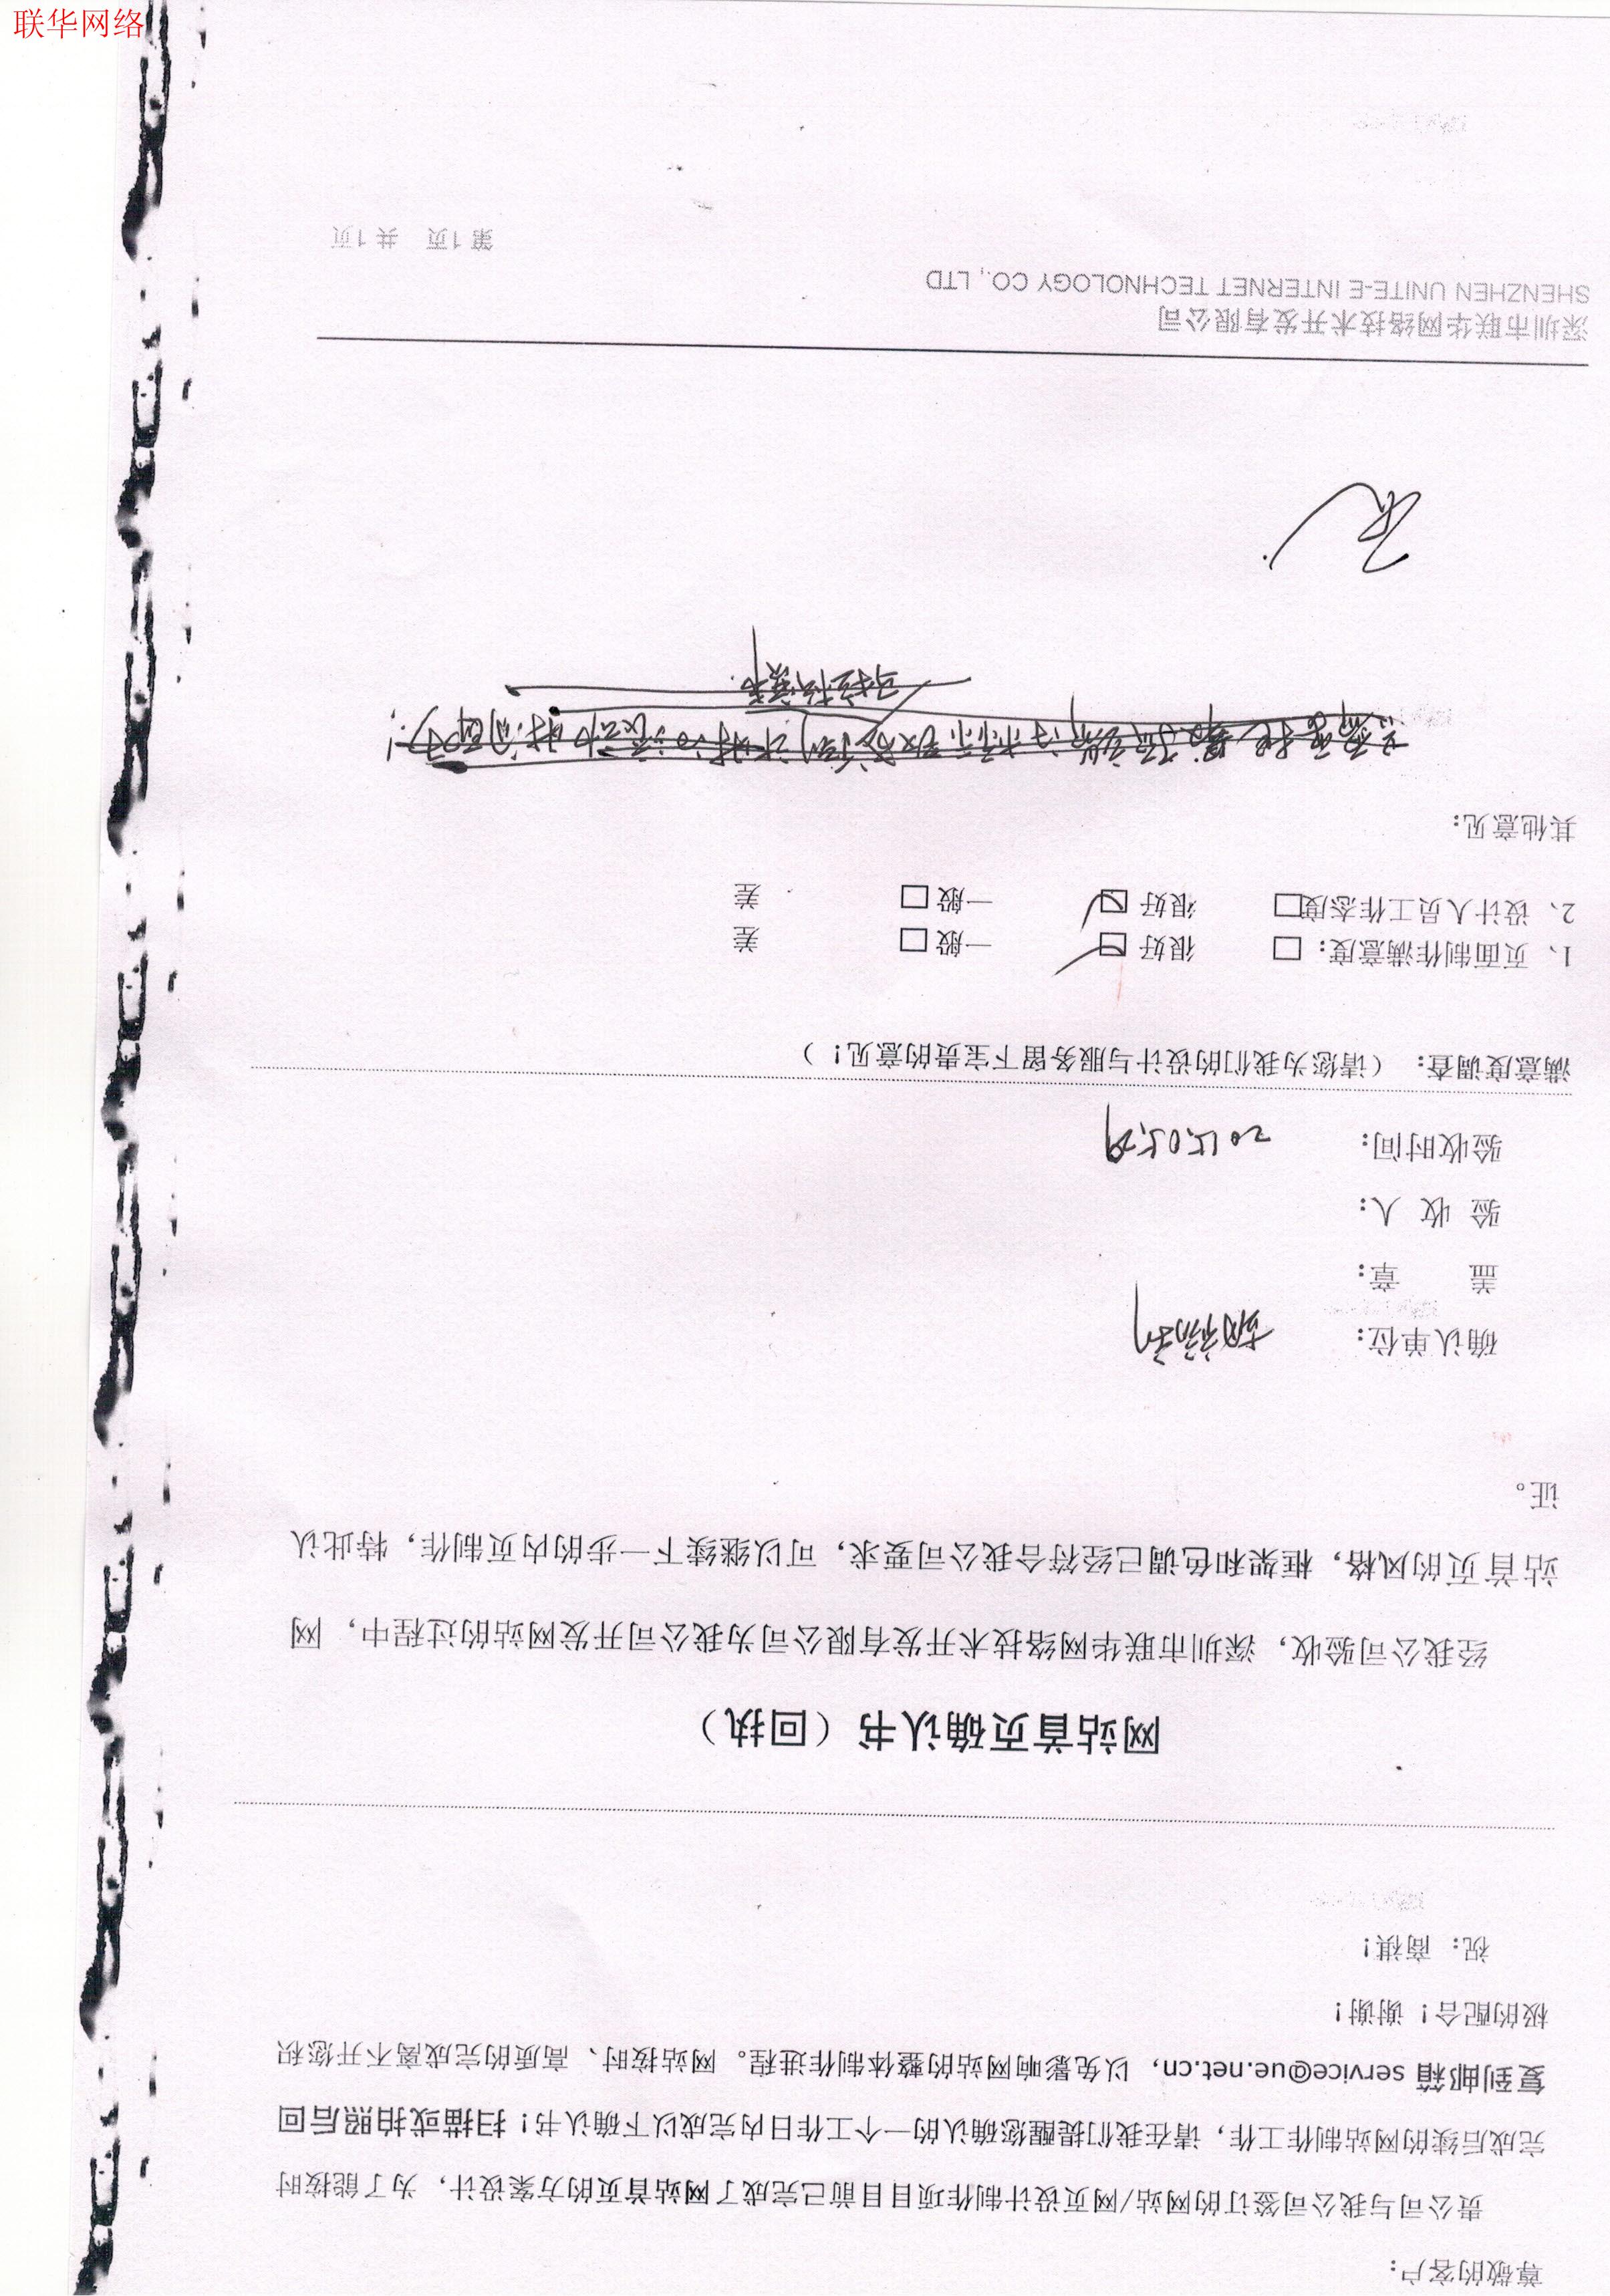 联华网络
尊敬的客户：
贵公司与我公司签订的网站/网页设计制作项目目前已完成了网站首页的方案设计，为了能按时
完成后续的网站制作工作，请在我们提醒您确认的一个工作日内完成以下确认书！扫描或拍照后回
复到邮箱 service@ue.net.cn，以免影响网站的整体制作进程。网站按时、高质的完成离不开您积
极的配合！谢谢！
祝：商祺！
网站首页确认书（回执）
经我公司验收，深圳市联华网络技术开发有限公司为我公司开发网站的过程中，网
站首页的风格，框架和色调已经符合我公司要求，可以继续下一步的内页制作，特此认
证。
确认单位：
盖 章：
验 收 人：
验收时间： 2015.05.29
满意度调查：（请您为我们的设计与服务留下宝贵的意见！）
1、页面制作满意度：□ 很好 ☑ 一般 □ 差
2、设计人员工作态度□ 很好 ☑ 一般 □ 差
其他意见：
深圳市联华网络技术开发有限公司
SHENZHEN UNITE-E INTERNET TECHNOLOGY CO., LTD
第 1 页 共 1 页